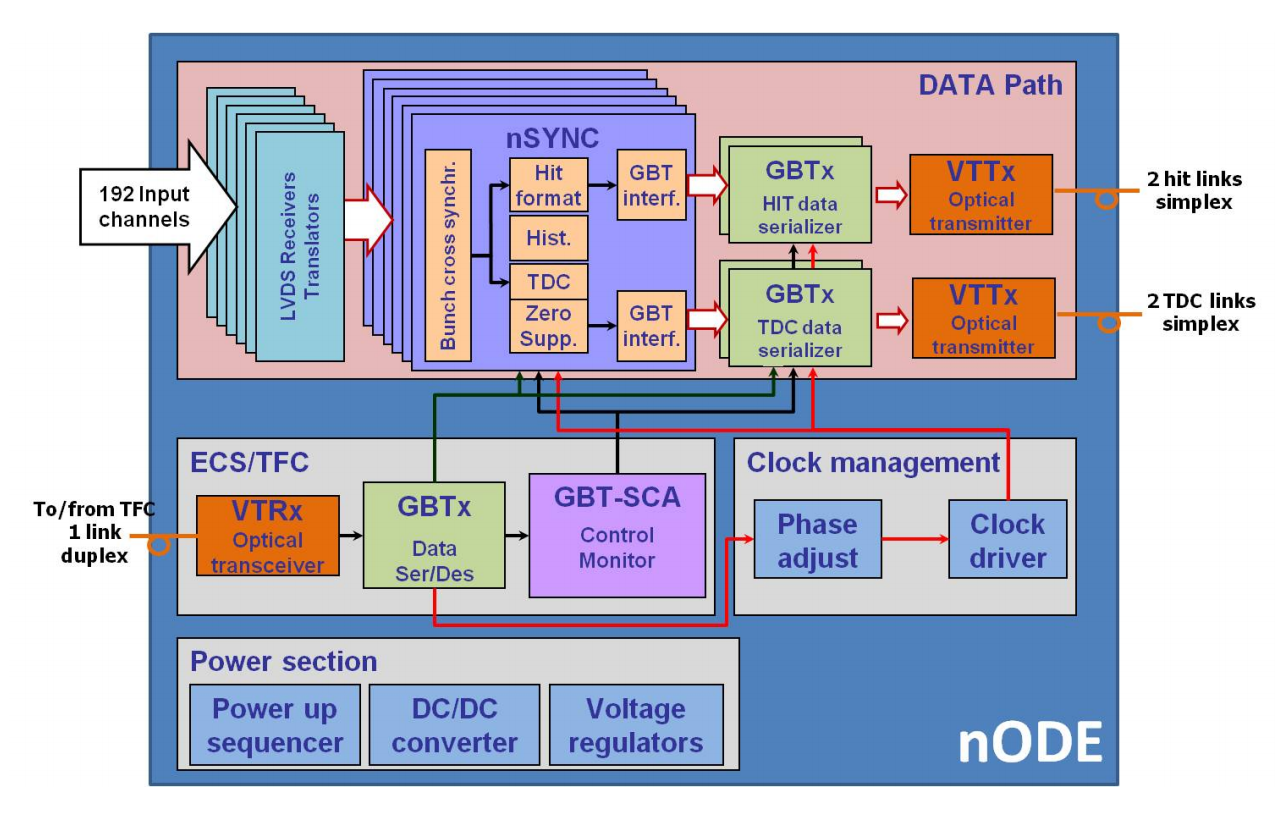 DATA Path
192 Input
channels
LVDS Receivers
Translators
nSYNC
Bunch cross synchr.
Hit
format
Hist.
TDC
Zero
Supp.
GBT
interf.
GBT
interf.
GBTx
HIT data
serializer
GBTx
TDC data
serializer
VTTx
Optical
transmitter
VTTx
Optical
transmitter
2 hit links
simplex
2 TDC links
simplex
ECS/TFC
To/from TFC
1 link
duplex
VTRx
Optical
transceiver
GBTx
Data
Ser/Des
GBT-SCA
Control
Monitor
Clock management
Phase
adjust
Clock
driver
Power section
Power up
sequencer
DC/DC
converter
Voltage
regulators
nODE